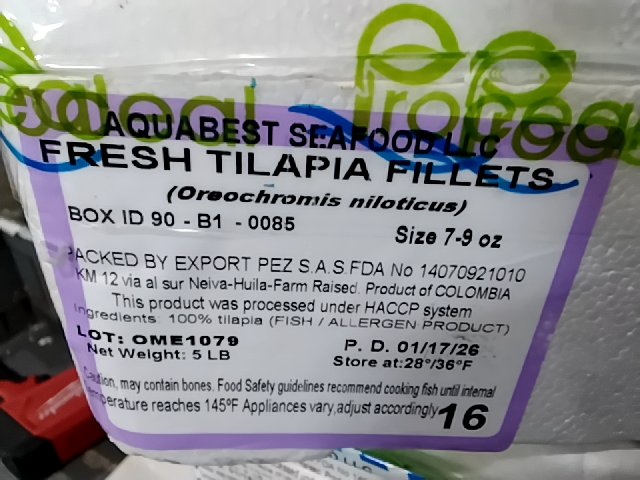 AQUABEST SEAFOOD LLC
FRESH TILAPIA FILLETS
(Oreochromis niloticus)
BOX ID 90 - B1 - 0085
Size 7-9 oz
PACKED BY EXPORT PEZ S.A.S.FDA No 14070921010
KM 12 via al sur Neiva-Huila-Farm Raised. Product of COLOMBIA
This product was processed under HACCP system
Ingredients: 100% tilapia (FISH / ALLERGEN PRODUCT)
LOT: OME1079
P. D. 01/17/26
Net Weight: 5 LB
Store at:28°/36°F
Caution, may contain bones. Food Safety guidelines recommend cooking fish until internal
temperature reaches 145ºF Appliances vary,adjust accordingly
16